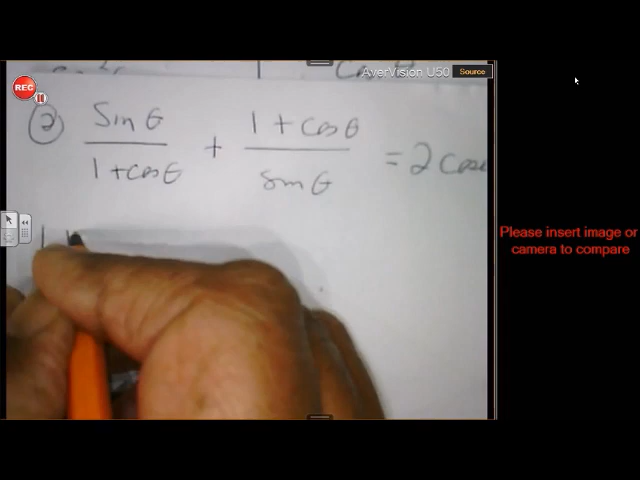 AverVision U50 Source
REC
② Sin θ / 1 + cos θ + 1 + cos θ / Sin θ = 2 cose
Please insert image or
camera to compare